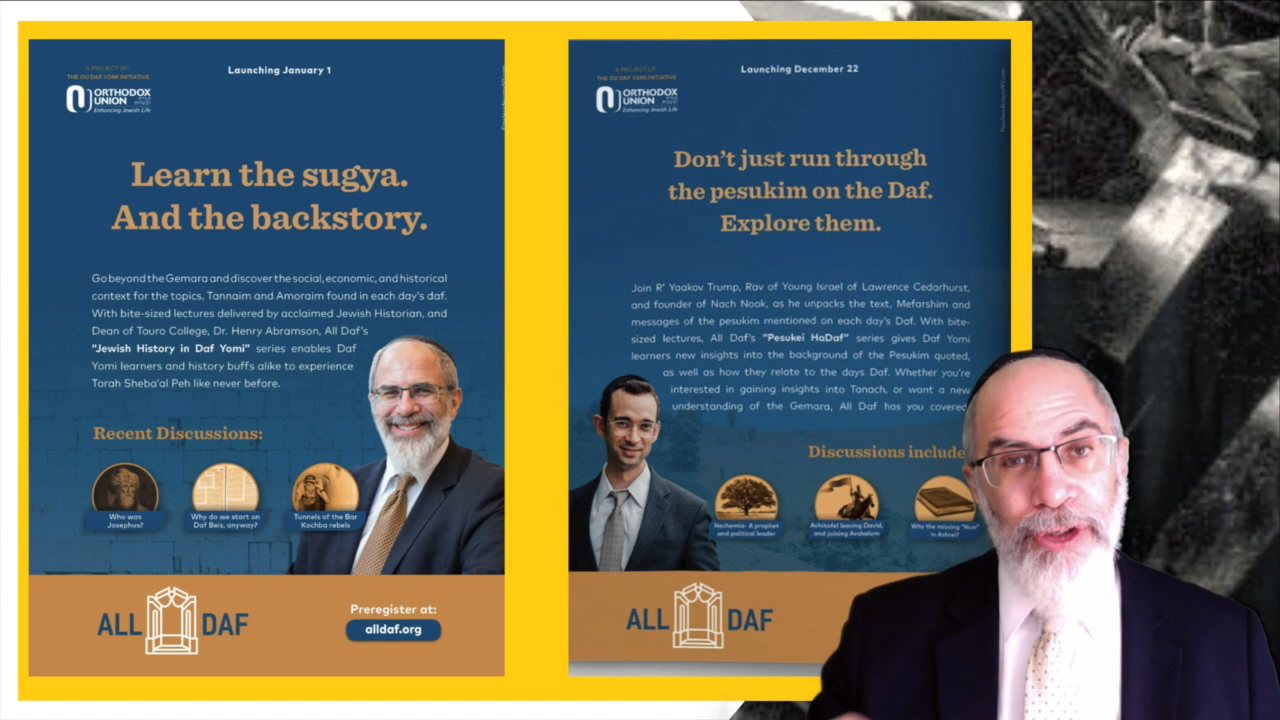 Launching January 1
A PROJECT OF:
THE OU DAF YOMI INITIATIVE
ORTHODOX
UNION
Enhancing Jewish Life
Learn the sugya.
And the backstory.
Go beyond the Gemara and discover the social, economic, and historical
context for the topics, Tannaim and Amoraim found in each day's daf.
With bite-sized lectures delivered by acclaimed Jewish Historian, and
Dean of Touro College, Dr. Henry Abramson, All Daf's
"Jewish History in Daf Yomi" series enables Daf
Yomi learners and history buffs alike to experience
Torah Sheba'al Peh like never before.
Recent Discussions:
Who was
Josephus?
Why do we start on
Daf Beis, anyway?
Tunnels of the Bar
Kochba rebels
ALL DAF
Preregister at:
alldaf.org
Launching December 22
A PROJECT OF:
THE OU DAF YOMI INITIATIVE
ORTHODOX
UNION
Enhancing Jewish Life
Don't just run through
the pesukim on the Daf.
Explore them.
Join R' Yaakov Trump, Rav of Young Israel of Lawrence Cedarhurst,
and founder of Nach Nook, as he unpacks the text, Mefarshim and
messages of the pesukim mentioned on each day's Daf. With bite-
sized lectures, All Daf's "Pesukei HaDaf" series gives Daf Yomi
learners new insights into the background of the Pesukim quoted,
as well as how they relate to the days Daf. Whether you're
interested in gaining insights into Tanach, or want a new
understanding of the Gemara, All Daf has you covered
Discussions include
Nechemia- A prophet
and political leader
Achitofel leaving David,
and joining Avshalom
Why the missing "Nun"
in Ashrei?
ALL DAF